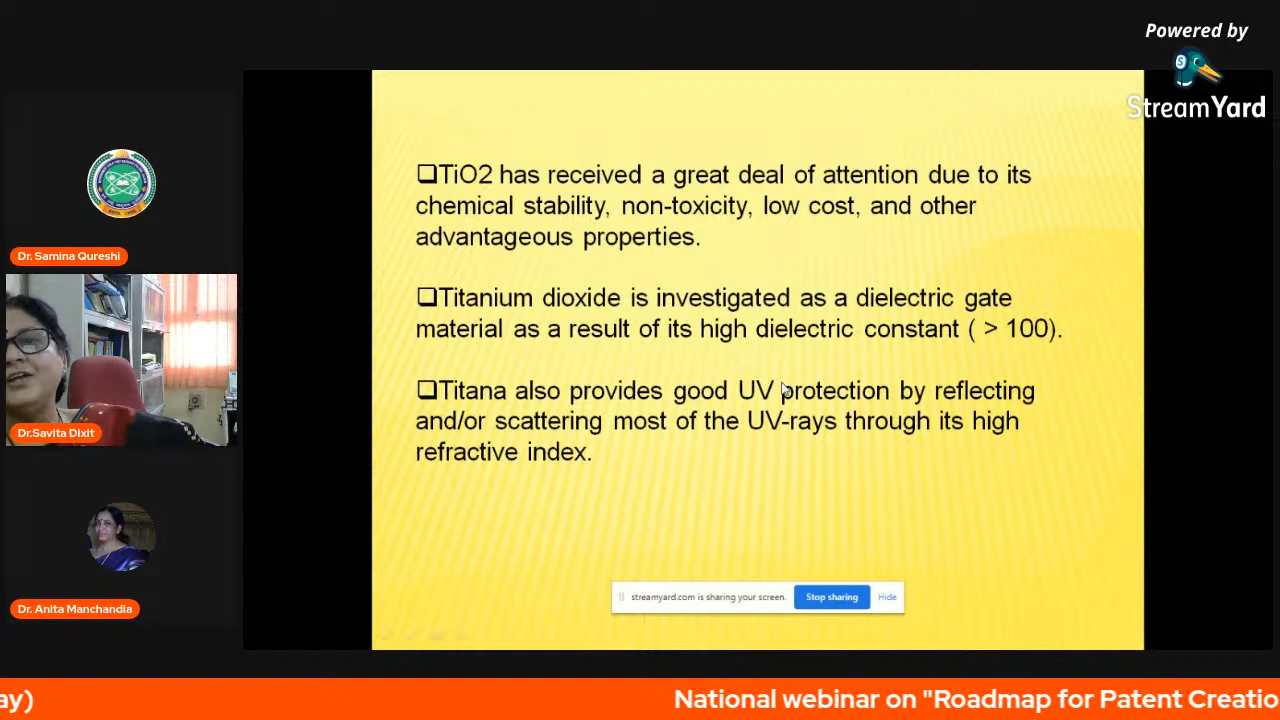 Powered by
StreamYard
❑TiO2 has received a great deal of attention due to its
chemical stability, non-toxicity, low cost, and other
advantageous properties.
❑Titanium dioxide is investigated as a dielectric gate
material as a result of its high dielectric constant ( > 100).
❑Titana also provides good UV protection by reflecting
and/or scattering most of the UV-rays through its high
refractive index.
Dr. Samina Qureshi
Dr.Savita Dixit
Dr. Anita Manchandia
streamyard.com is sharing your screen. Stop sharing Hide
ay) National webinar on "Roadmap for Patent Creatio